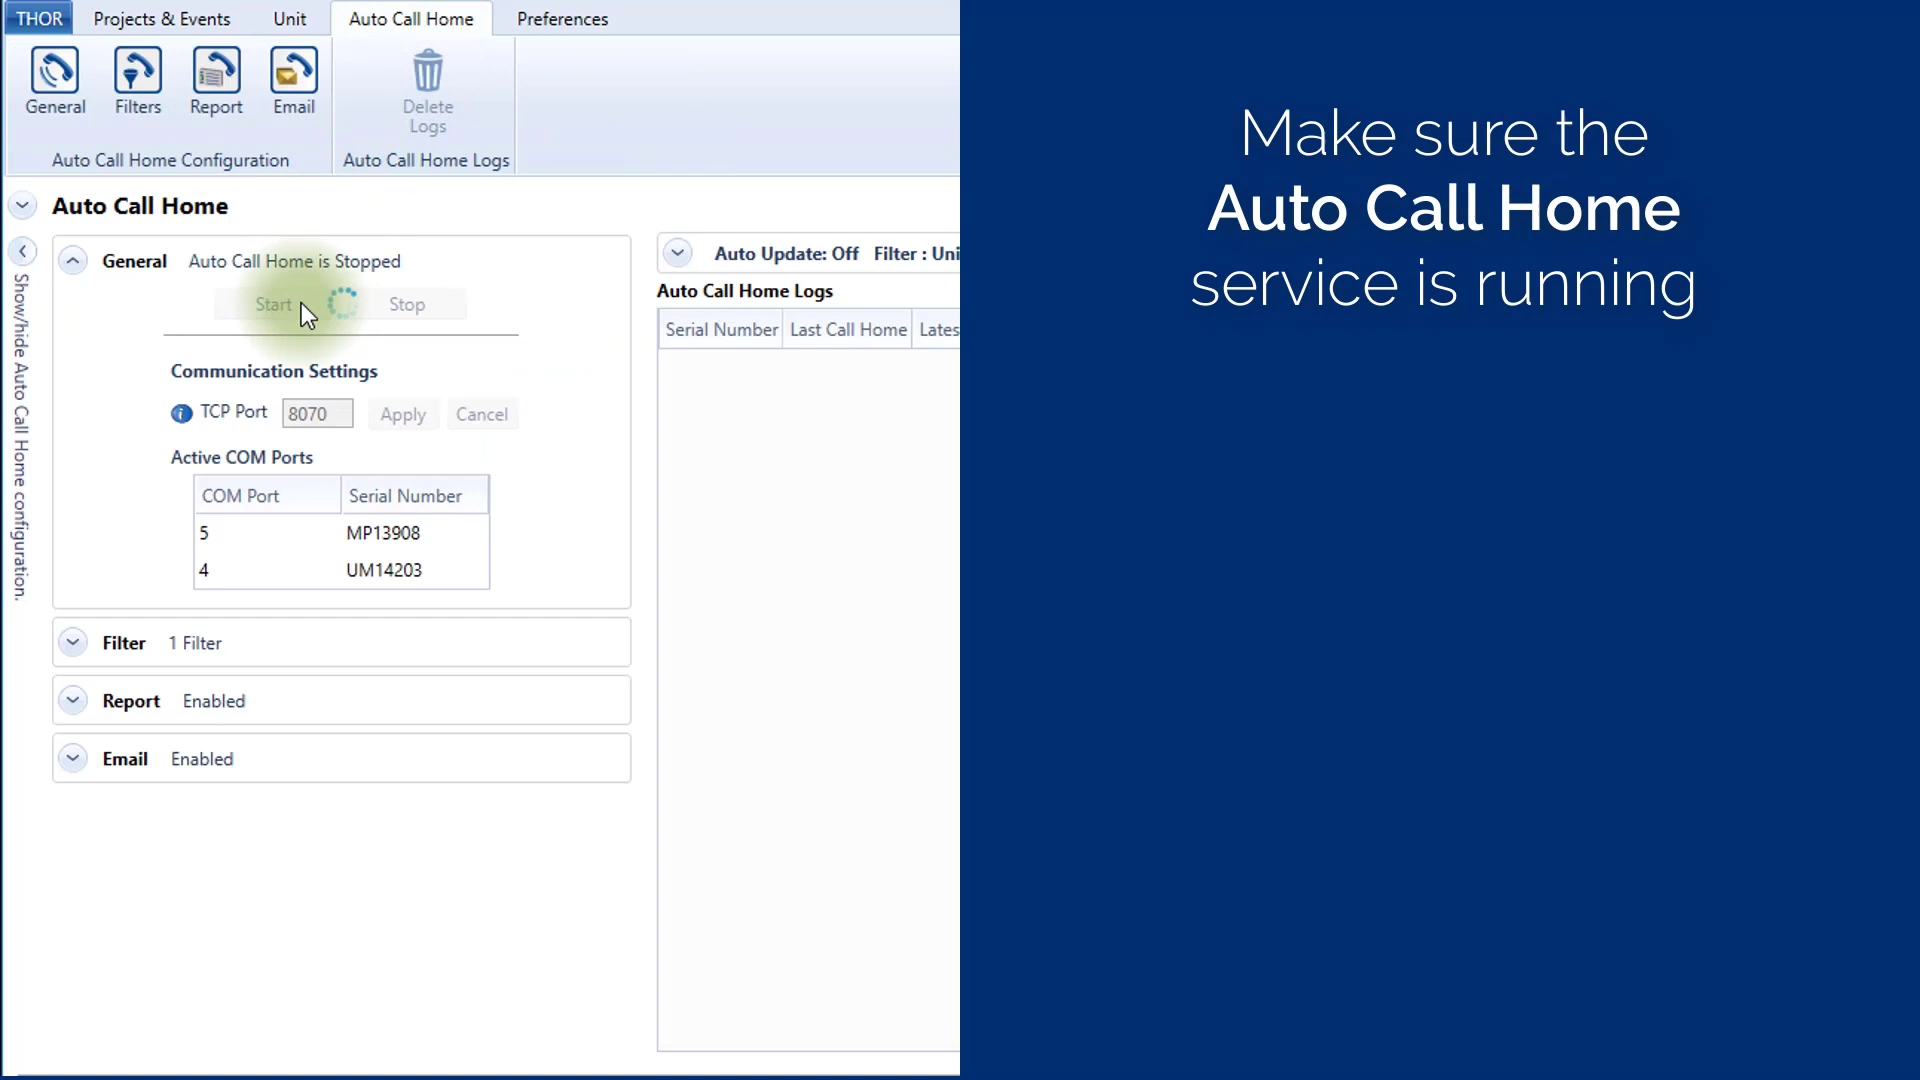 THOR Projects & Events Unit Auto Call Home Preferences
General Filters Report Email Delete
Logs
Auto Call Home Configuration Auto Call Home Logs
Auto Call Home
Show/hide Auto Call Home configuration.
General Auto Call Home is Stopped
Start Stop
Communication Settings
TCP Port 8070 Apply Cancel
Active COM Ports
COM Port Serial Number
5 MP13908
4 UM14203
Filter 1 Filter
Report Enabled
Email Enabled
Auto Update: Off Filter : Uni
Auto Call Home Logs
Serial Number Last Call Home Lates
Make sure the
Auto Call Home
service is running